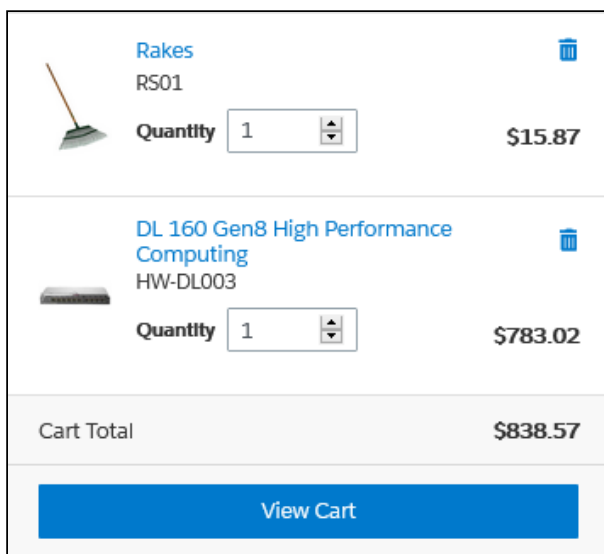 Rakes
RS01
Quantity 1
$15.87
DL 160 Gen8 High Performance
Computing
HW-DL003
Quantity 1
$783.02
Cart Total $838.57
View Cart